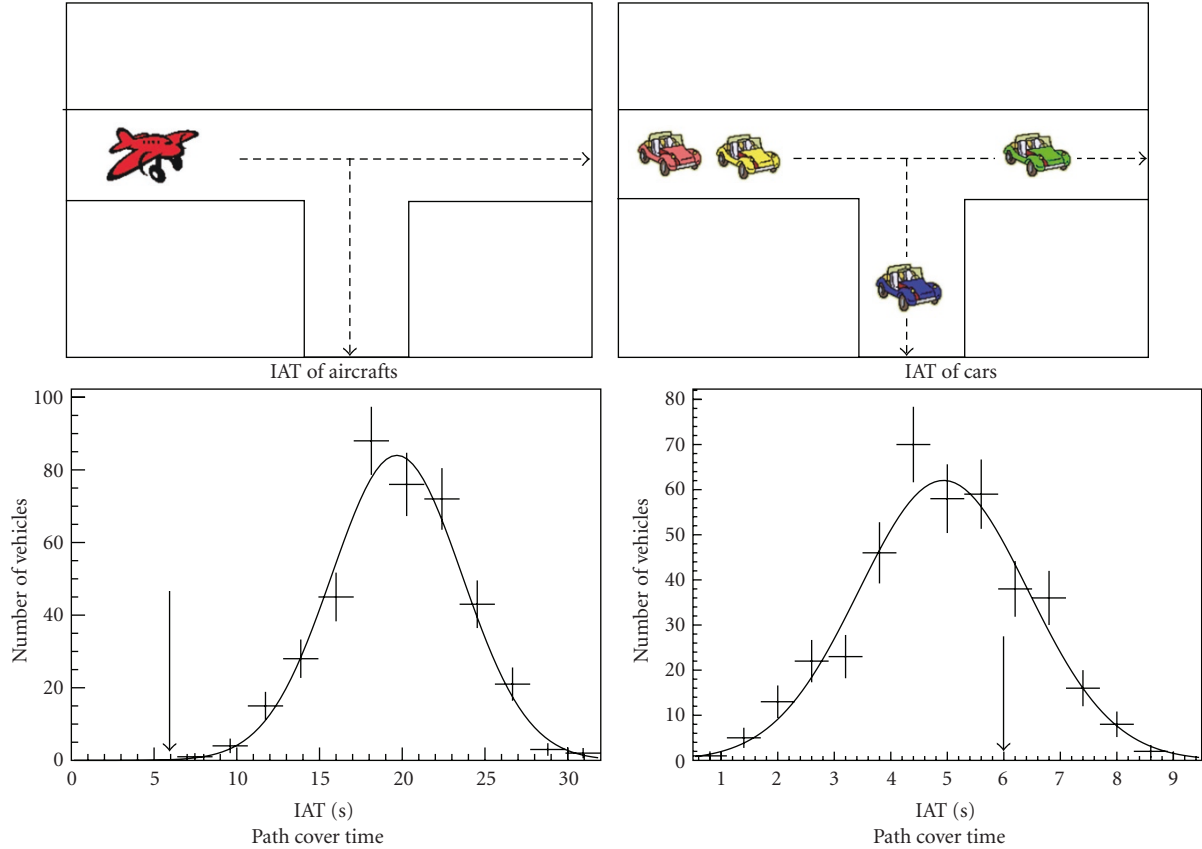 IAT of aircrafts
IAT of cars
100
80
60
40
20
0
Number of vehicles
0 5 10 15 20 25 30
IAT (s)
Path cover time
80
70
60
50
40
30
20
10
0
Number of vehicles
1 2 3 4 5 6 7 8 9
IAT (s)
Path cover time